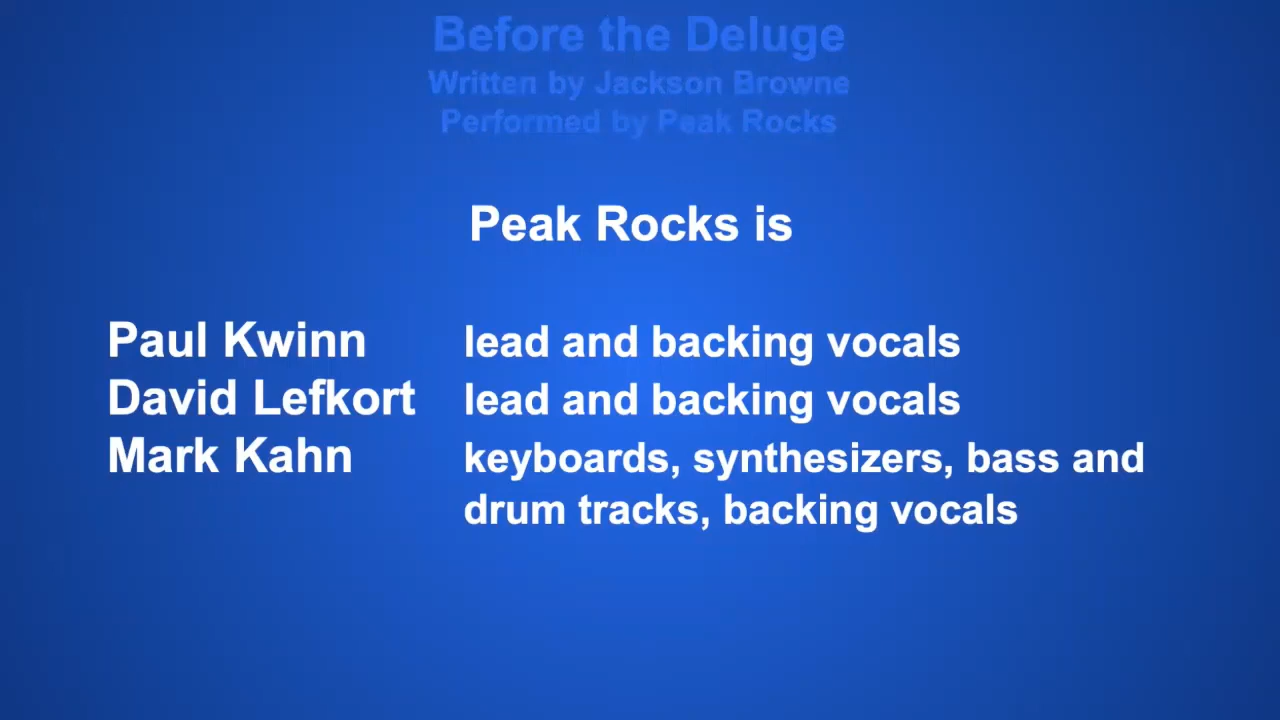 Before the Deluge
Written by Jackson Browne
Performed by Peak Rocks
Peak Rocks is
Paul Kwinn lead and backing vocals
David Lefkort lead and backing vocals
Mark Kahn keyboards, synthesizers, bass and
drum tracks, backing vocals